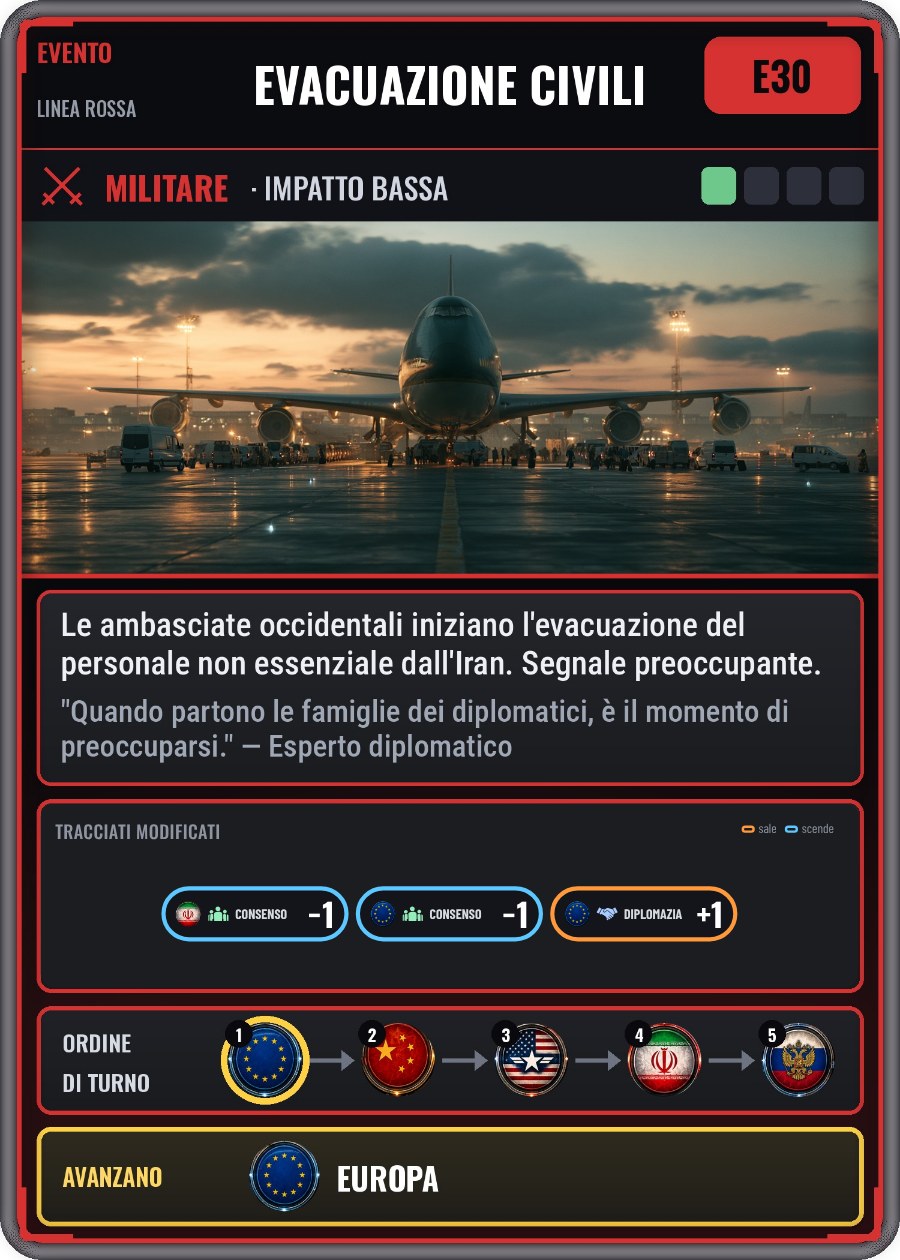 EVENTO
LINEA ROSSA
EVACUAZIONE CIVILI
E30
MILITARE · IMPATTO BASSA
Le ambasciate occidentali iniziano l'evacuazione del
personale non essenziale dall'Iran. Segnale preoccupante.
"Quando partono le famiglie dei diplomatici, è il momento di
preoccuparsi." — Esperto diplomatico
TRACCIATI MODIFICATI
sale scende
CONSENSO -1 CONSENSO -1 DIPLOMAZIA +1
ORDINE
DI TURNO
1 2 3 4 5
AVANZANO EUROPA